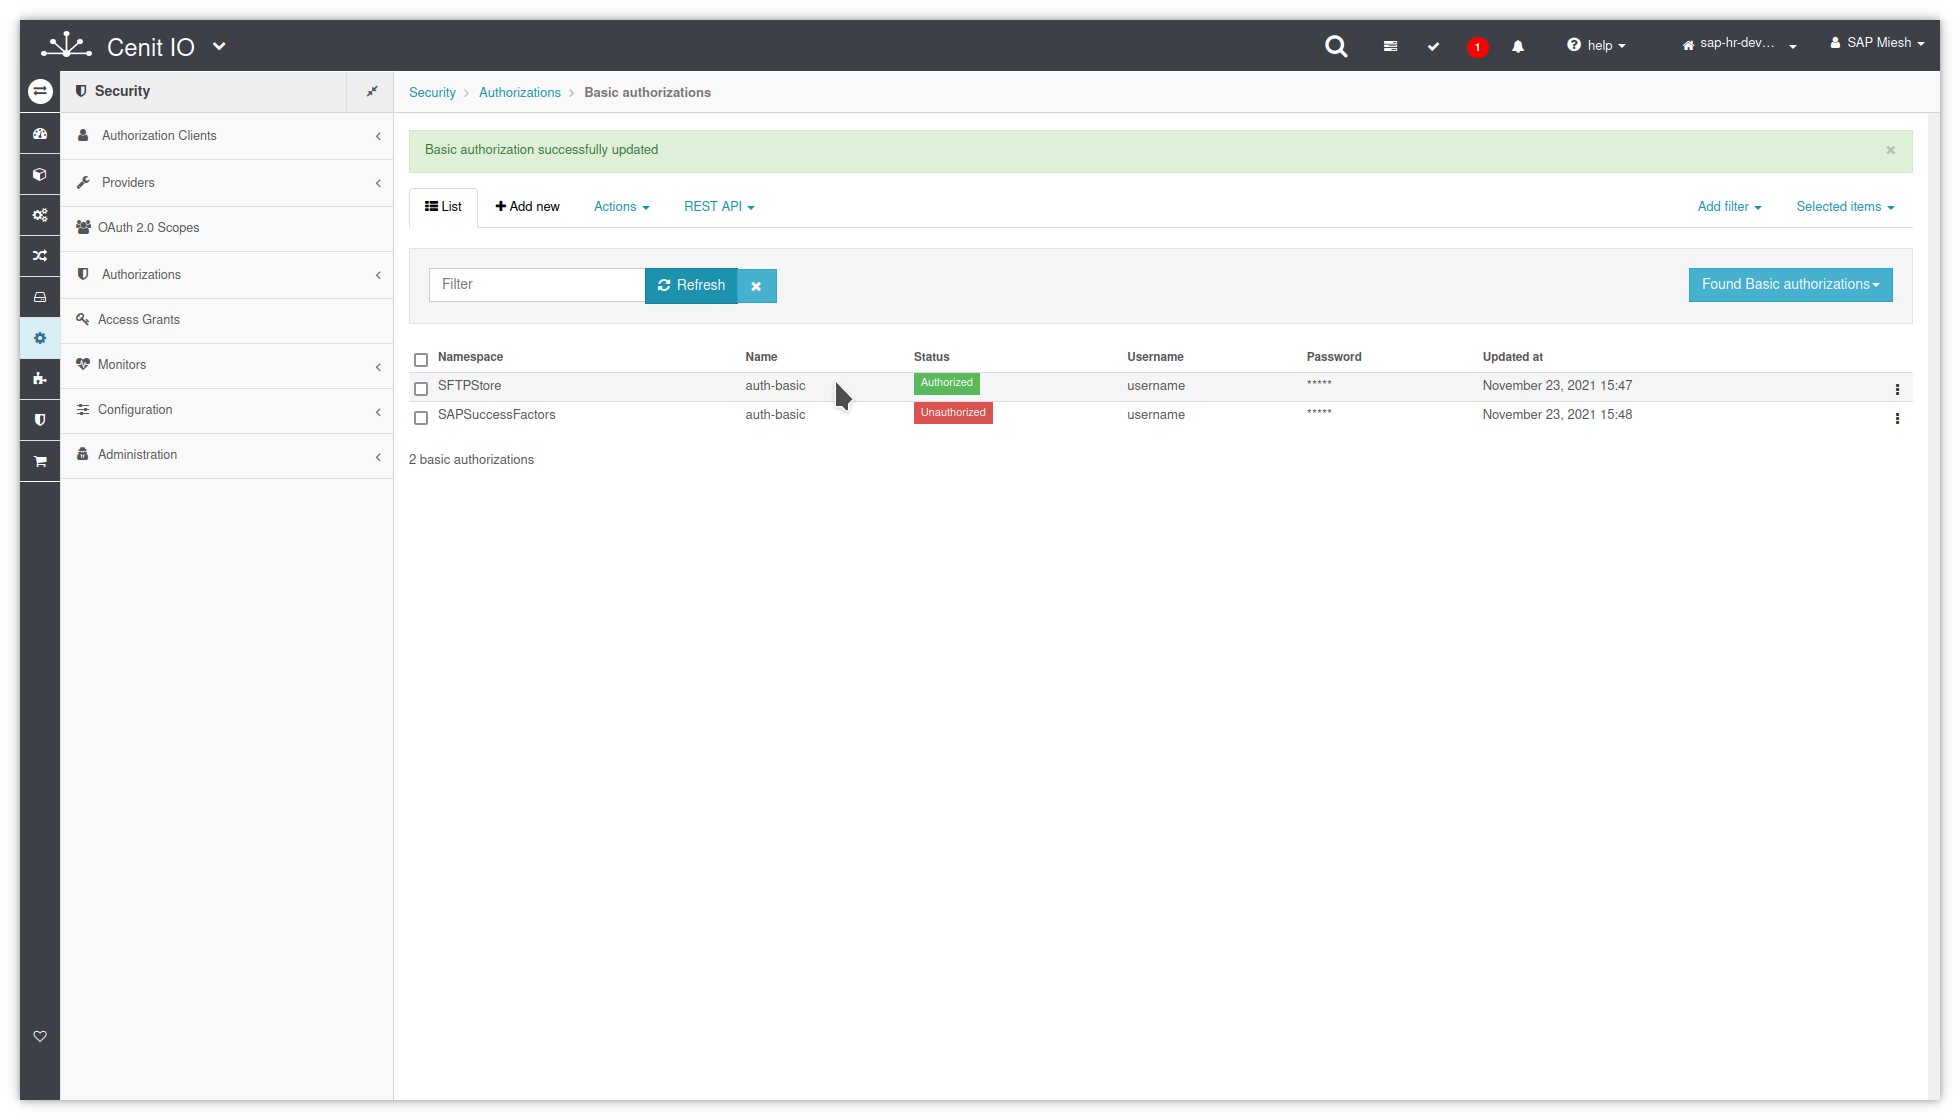 Cenit IO
1
help
sap-hr-dev...
SAP Miesh
Security
Security > Authorizations > Basic authorizations
Authorization Clients
Providers
OAuth 2.0 Scopes
Authorizations
Access Grants
Monitors
Configuration
Administration
Basic authorization successfully updated
×
List
Add new
Actions
REST API
Add filter
Selected items
Filter
Refresh
Found Basic authorizations
Namespace Name Status Username Password Updated at
SFTPStore auth-basic Authorized username ***** November 23, 2021 15:47
SAPSuccessFactors auth-basic Unauthorized username ***** November 23, 2021 15:48
2 basic authorizations